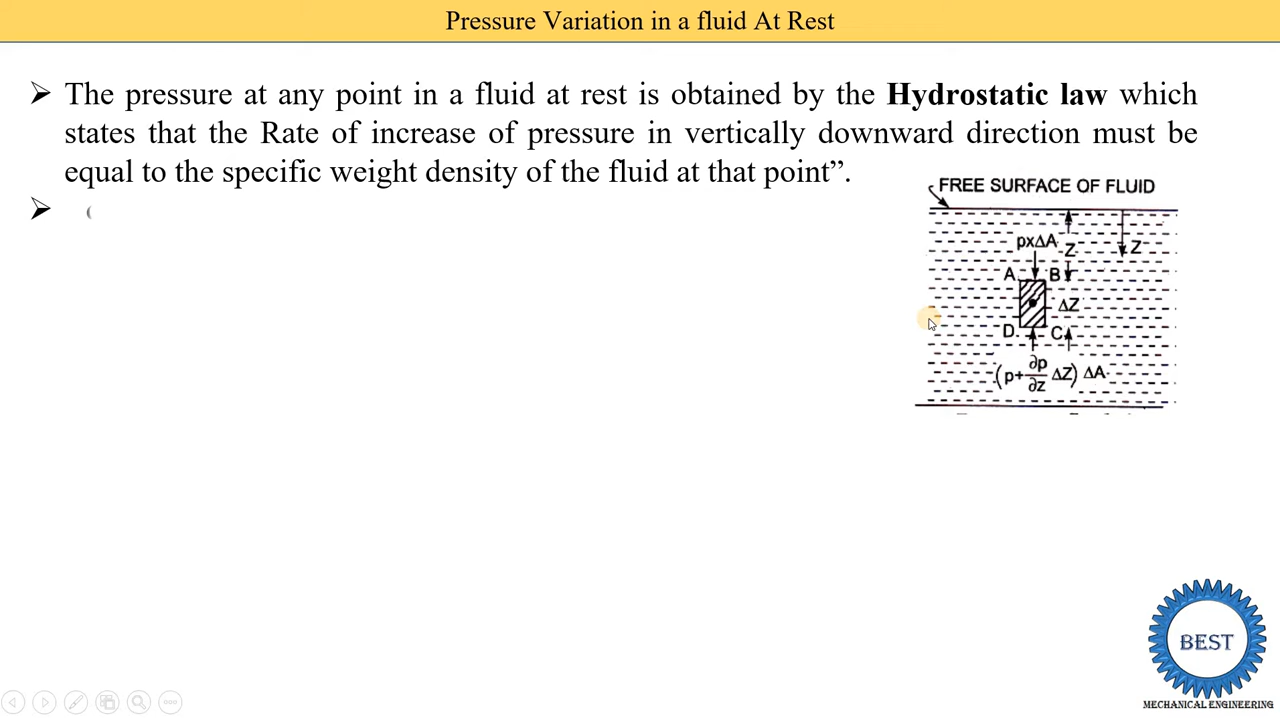 Pressure Variation in a fluid At Rest
➢ The pressure at any point in a fluid at rest is obtained by the Hydrostatic law which
states that the Rate of increase of pressure in vertically downward direction must be
equal to the specific weight density of the fluid at that point”.
➢ (
FREE SURFACE OF FLUID
pxΔA
Z
Z
A
B
ΔZ
D
C
(p+∂p/∂z ΔZ) ΔA
BEST
MECHANICAL ENGINEERING